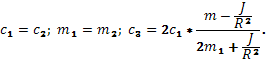 c₁ = c₂; m₁ = m₂; c₃ = 2c₁ * (m − J/R²)/(2m₁ + J/R²).